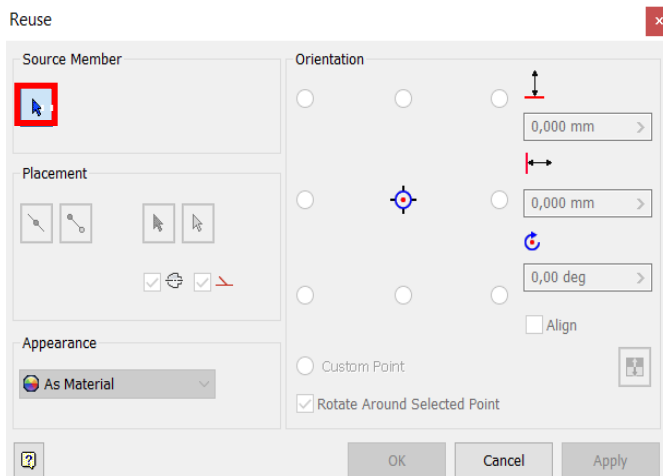 Reuse
Source Member
Orientation
0,000 mm
Placement
0,000 mm
0,00 deg
Align
Appearance
As Material
Custom Point
Rotate Around Selected Point
OK
Cancel
Apply